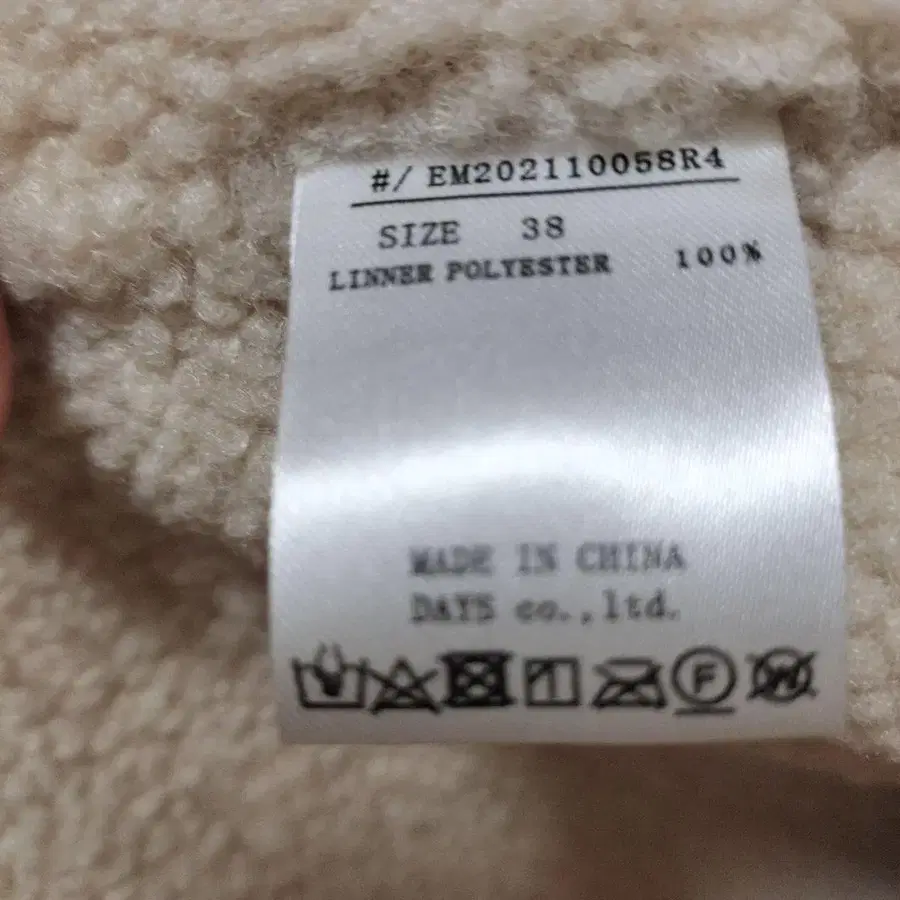 #/ EM202110058R4
SIZE 38
LINNER POLYESTER 100%
MADE IN CHINA
DAYS co.,ltd.
F
W